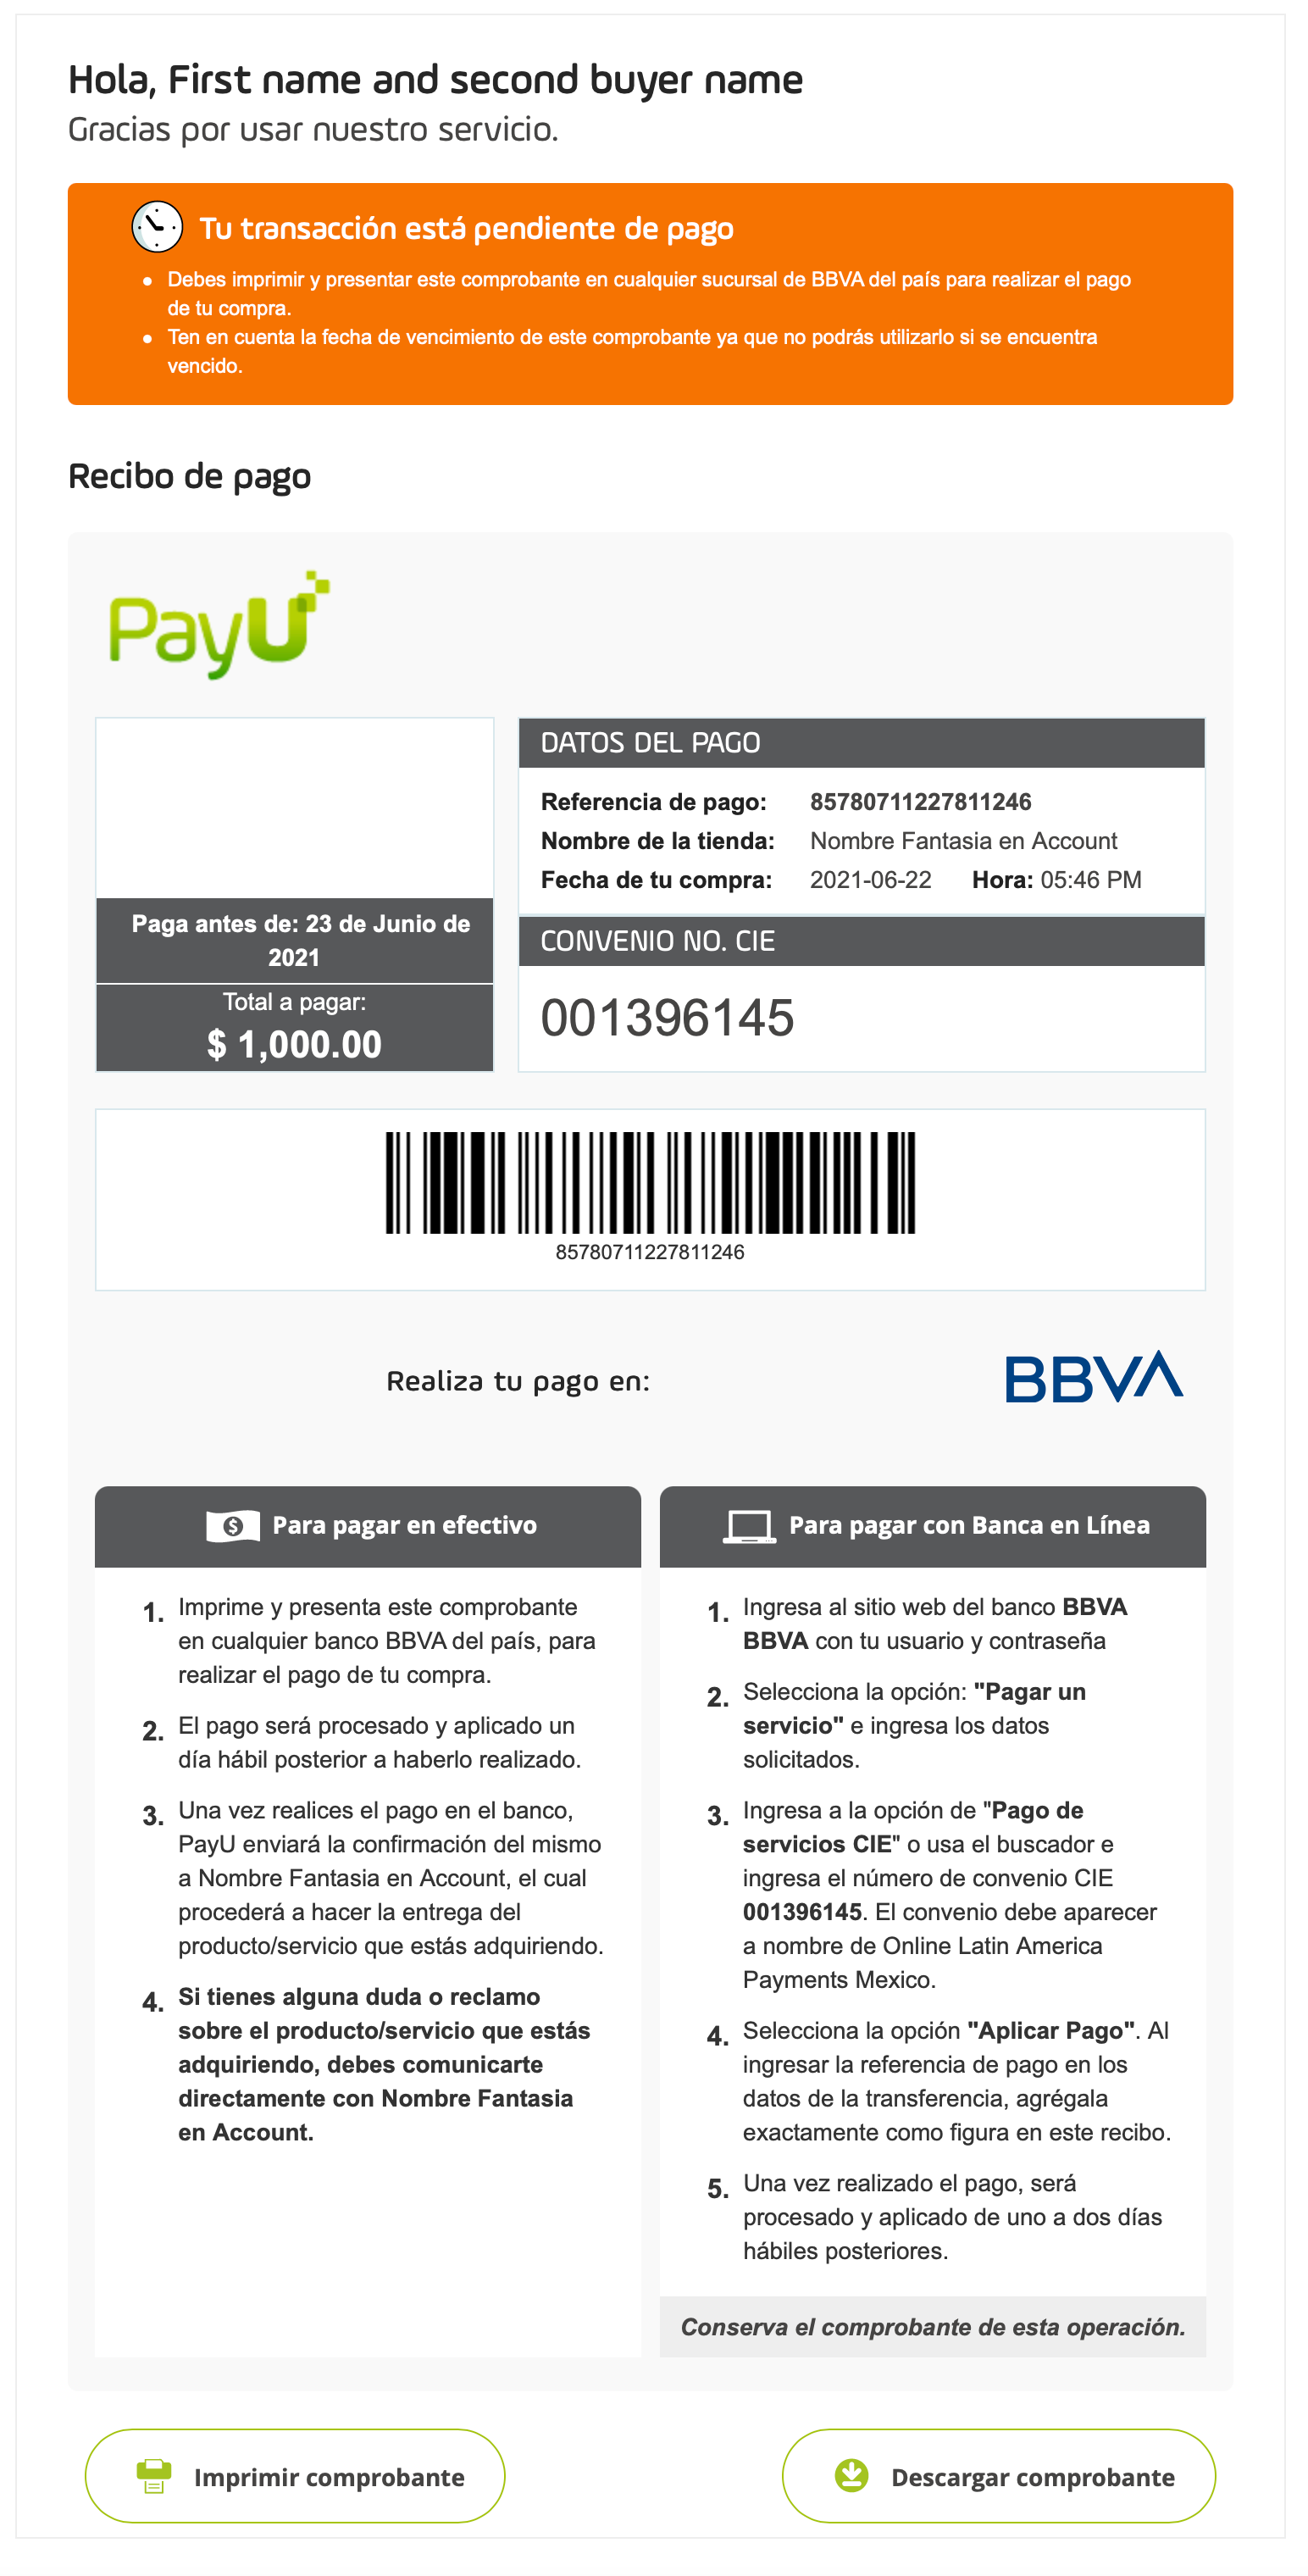 Hola, First name and second buyer name
Gracias por usar nuestro servicio.
Tu transacción está pendiente de pago
● Debes imprimir y presentar este comprobante en cualquier sucursal de BBVA del país para realizar el pago
de tu compra.
● Ten en cuenta la fecha de vencimiento de este comprobante ya que no podrás utilizarlo si se encuentra
vencido.
Recibo de pago
PayU
Paga antes de: 23 de Junio de
2021
Total a pagar:
$ 1,000.00
DATOS DEL PAGO
Referencia de pago: 85780711227811246
Nombre de la tienda: Nombre Fantasia en Account
Fecha de tu compra: 2021-06-22 Hora: 05:46 PM
CONVENIO NO. CIE
001396145
85780711227811246
Realiza tu pago en:
BBVA
Para pagar en efectivo
1. Imprime y presenta este comprobante
en cualquier banco BBVA del país, para
realizar el pago de tu compra.
2. El pago será procesado y aplicado un
día hábil posterior a haberlo realizado.
3. Una vez realices el pago en el banco,
PayU enviará la confirmación del mismo
a Nombre Fantasia en Account, el cual
procederá a hacer la entrega del
producto/servicio que estás adquiriendo.
4. Si tienes alguna duda o reclamo
sobre el producto/servicio que estás
adquiriendo, debes comunicarte
directamente con Nombre Fantasia
en Account.
Para pagar con Banca en Línea
1. Ingresa al sitio web del banco BBVA
BBVA con tu usuario y contraseña
2. Selecciona la opción: "Pagar un
servicio" e ingresa los datos
solicitados.
3. Ingresa a la opción de "Pago de
servicios CIE" o usa el buscador e
ingresa el número de convenio CIE
001396145. El convenio debe aparecer
a nombre de Online Latin America
Payments Mexico.
4. Selecciona la opción "Aplicar Pago". Al
ingresar la referencia de pago en los
datos de la transferencia, agrégala
exactamente como figura en este recibo.
5. Una vez realizado el pago, será
procesado y aplicado de uno a dos días
hábiles posteriores.
Conserva el comprobante de esta operación.
Imprimir comprobante
Descargar comprobante